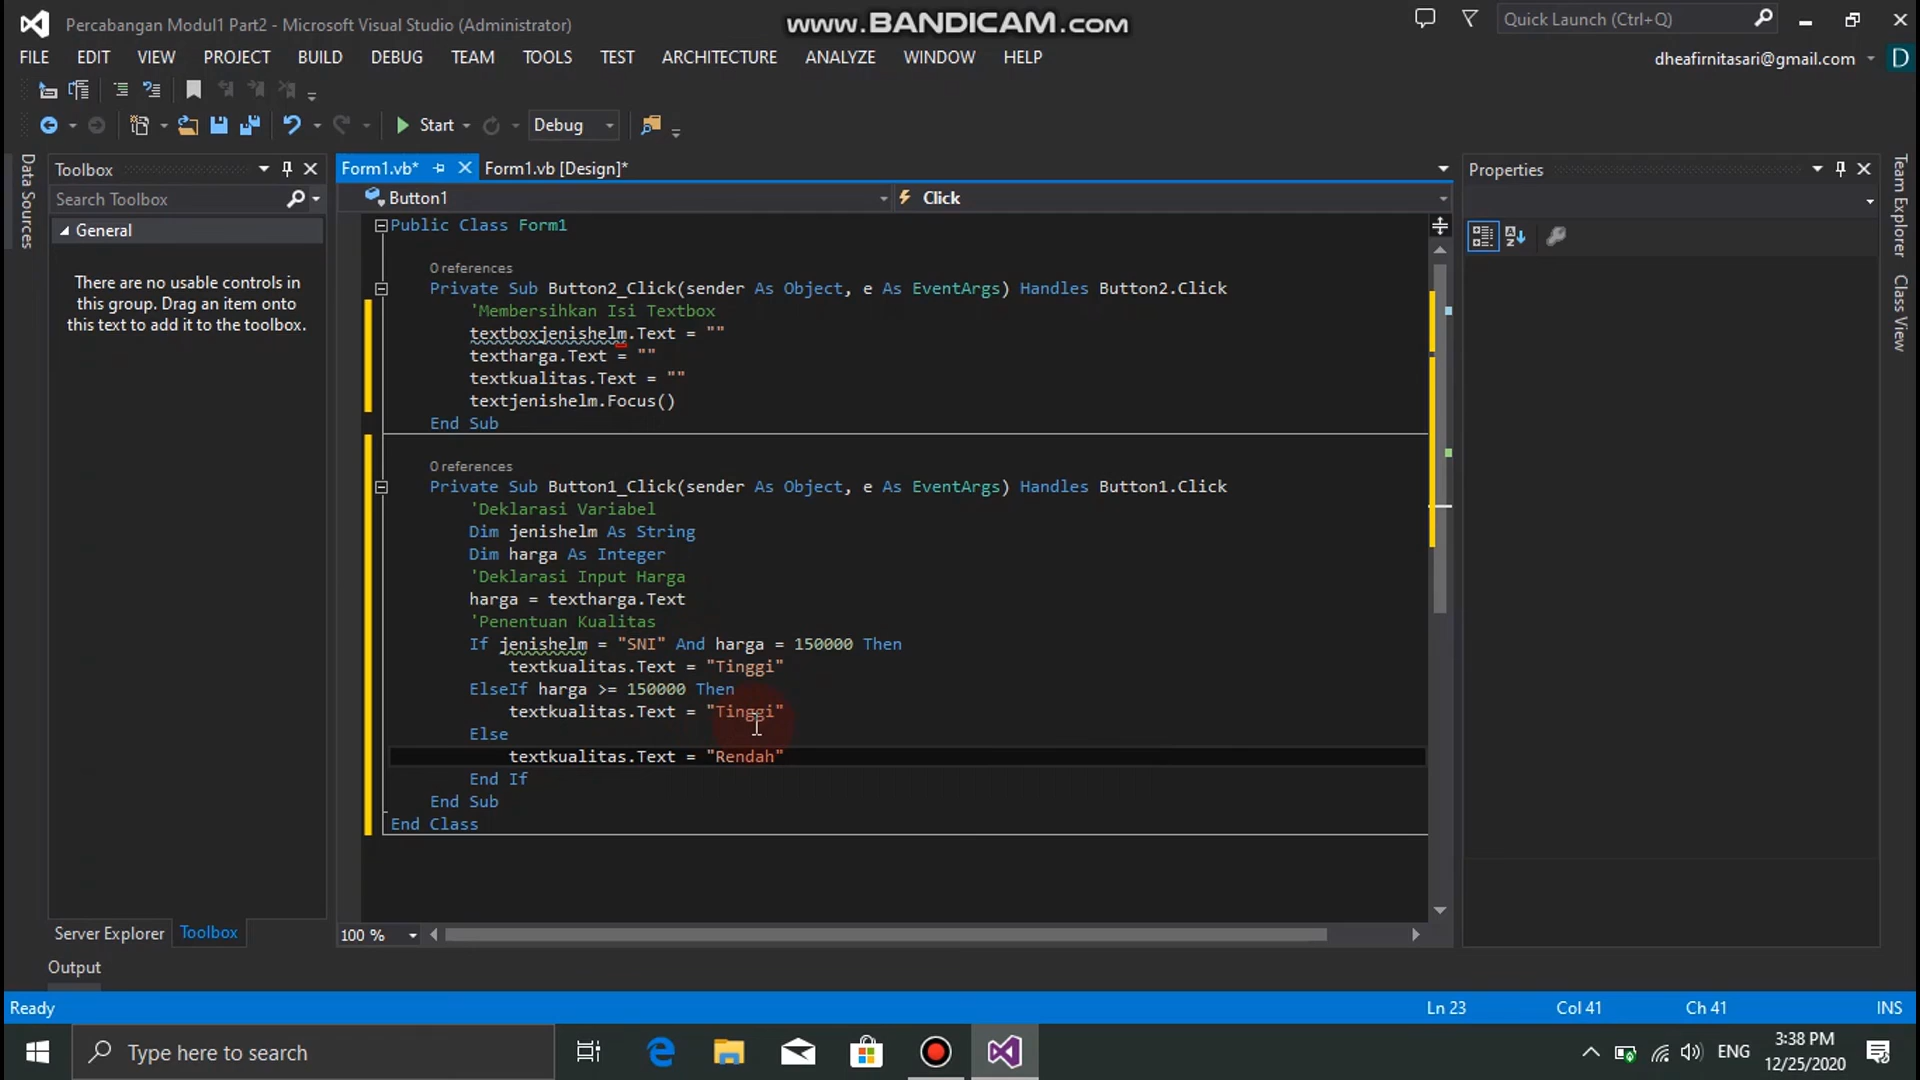 Percabangan Modul1 Part2 - Microsoft Visual Studio (Administrator)
www.BANDICAM.com
Quick Launch (Ctrl+Q)
FILE EDIT VIEW PROJECT BUILD DEBUG TEAM TOOLS TEST ARCHITECTURE ANALYZE WINDOW HELP
dheafirnitasari@gmail.com D
Start Debug
Data Sources
Toolbox
Search Toolbox
General
There are no usable controls in
this group. Drag an item onto
this text to add it to the toolbox.
Server Explorer Toolbox
Form1.vb* Form1.vb [Design]*
Button1 Click
Public Class Form1
0 references
Private Sub Button2_Click(sender As Object, e As EventArgs) Handles Button2.Click
'Membersihkan Isi Textbox
textboxjenishelm.Text = ""
textharga.Text = ""
textkualitas.Text = ""
textjenishelm.Focus()
End Sub
0 references
Private Sub Button1_Click(sender As Object, e As EventArgs) Handles Button1.Click
'Deklarasi Variabel
Dim jenishelm As String
Dim harga As Integer
'Deklarasi Input Harga
harga = textharga.Text
'Penentuan Kualitas
If jenishelm = "SNI" And harga = 150000 Then
textkualitas.Text = "Tinggi"
ElseIf harga >= 150000 Then
textkualitas.Text = "Tinggi"
Else
textkualitas.Text = "Rendah"
End If
End Sub
End Class
100 %
Properties
Team Explorer
Class View
Output
Ready Ln 23 Col 41 Ch 41 INS
Type here to search
ENG
3:38 PM
12/25/2020